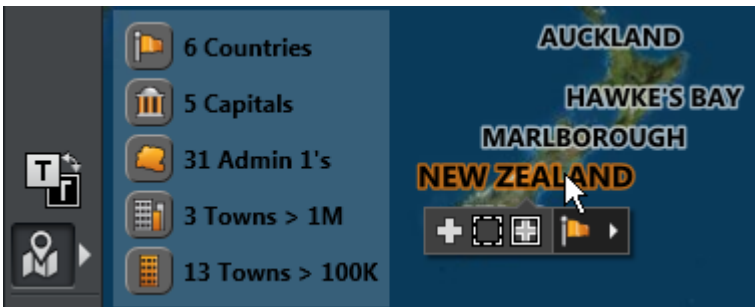 6 Countries
5 Capitals
31 Admin 1's
3 Towns > 1M
13 Towns > 100K
T
T
AUCKLAND
HAWKE'S BAY
MARLBOROUGH
NEW ZEALAND